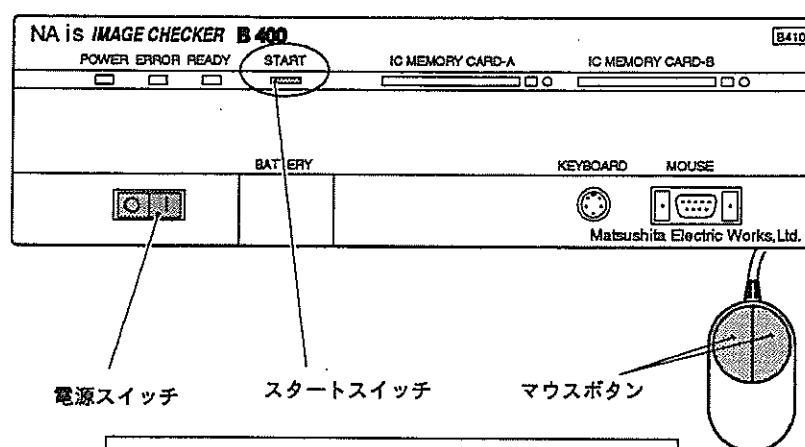 NAiS IMAGE CHECKER B 400
B410
POWER ERROR READY START IC MEMORY CARD-A IC MEMORY CARD-B
BATTERY KEYBOARD MOUSE
O I
Matsushita Electric Works, Ltd.
電源スイッチ スタートスイッチ マウスボタン